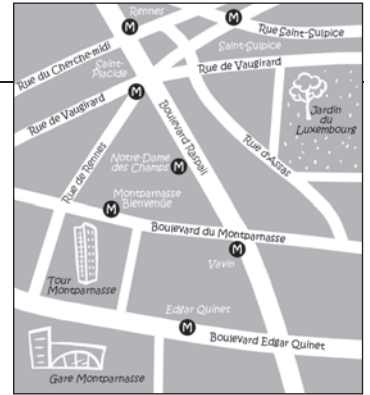 Rennes
M
M
Rue Saint-Sulpice
Saint-Sulpice
Rue du Cherche-midi
Saint-
Placide
Rue de Vaugirard
M
Rue de Vaugirard
Jardin
du
Luxembourg
Boulevard Raspail
Rue d'Assas
Notre-Dame
des Champs
M
Rue de Rennes
Montparnasse
Bienvenüe
M
Boulevard du Montparnasse
M
Vavin
Tour
Montparnasse
Edgar Quinet
M
Boulevard Edgar Quinet
Gare Montparnasse